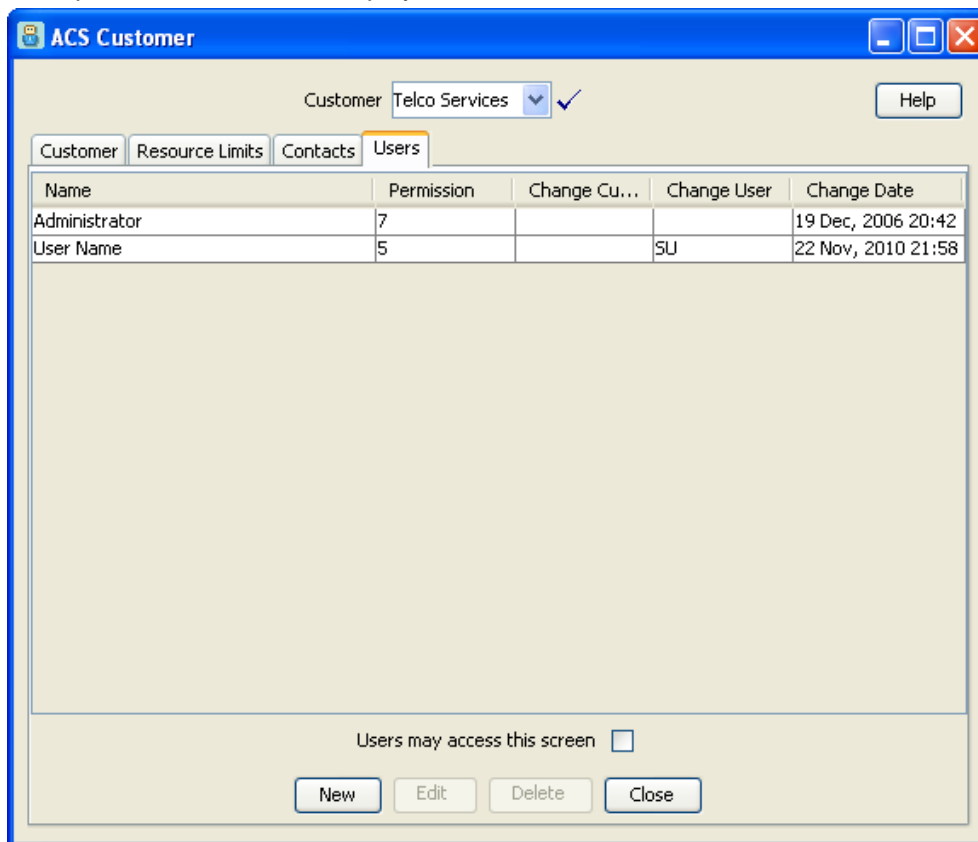 ACS Customer
Customer Telco Services Help
Customer Resource Limits Contacts Users
Name Permission Change Cu... Change User Change Date
Administrator 7 19 Dec, 2006 20:42
User Name 5 SU 22 Nov, 2010 21:58
Users may access this screen
New Edit Delete Close